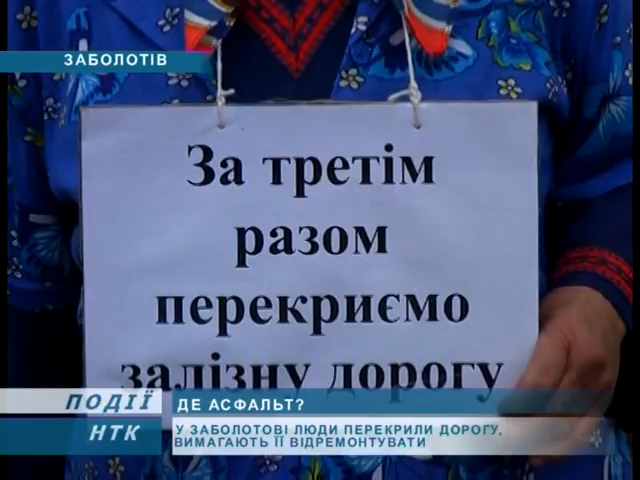 ЗАБОЛОТІВ
За третім
разом
перекриємо
залізну дорогу
ПОДІЇ
ДЕ АСФАЛЬТ?
НТК
У ЗАБОЛОТОВІ ЛЮДИ ПЕРЕКРИЛИ ДОРОГУ,
ВИМАГАЮТЬ ЇЇ ВІДРЕМОНТУВАТИ